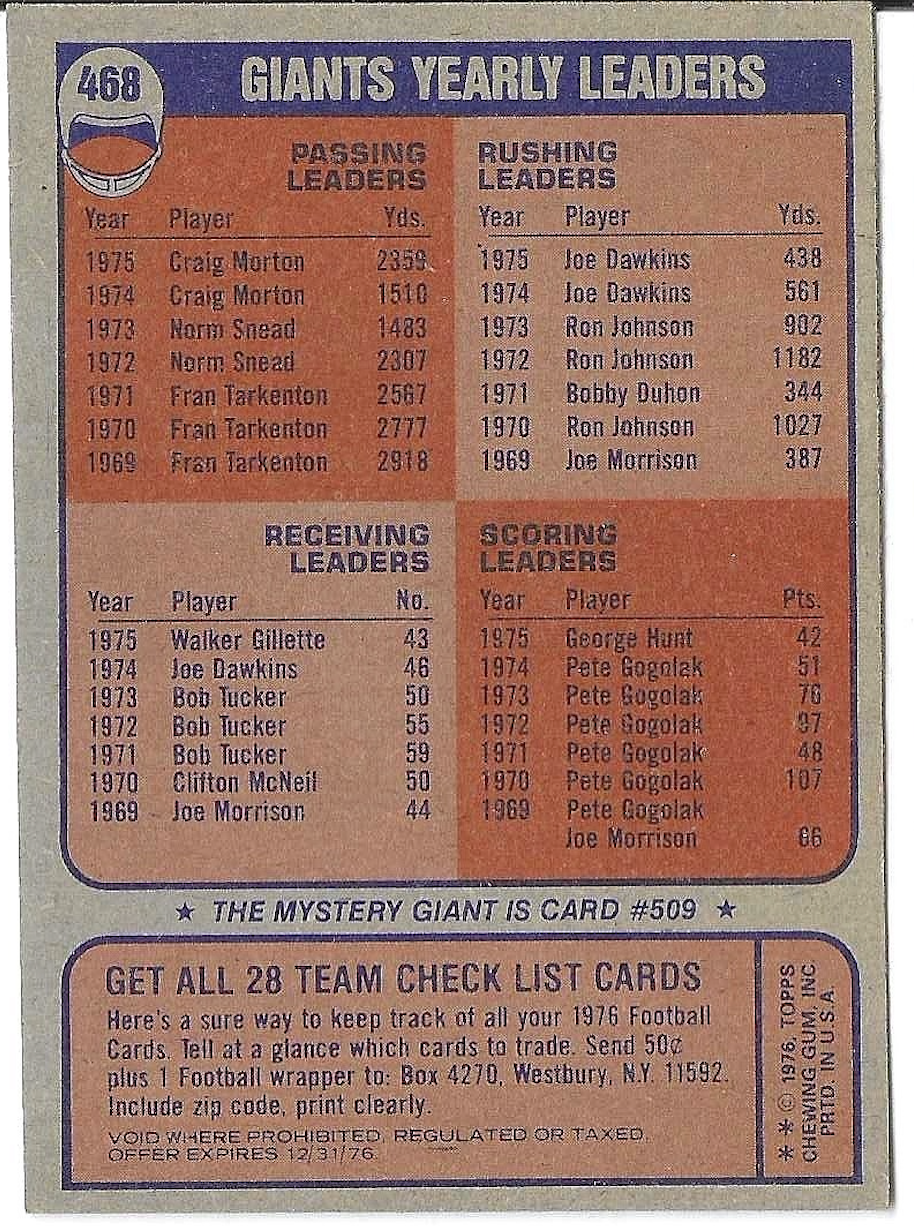 468
GIANTS YEARLY LEADERS
PASSING
LEADERS
Year Player Yds.
1975 Craig Morton 2359
1974 Craig Morton 1510
1973 Norm Snead 1483
1972 Norm Snead 2307
1971 Fran Tarkenton 2567
1970 Fran Tarkenton 2777
1969 Fran Tarkenton 2918
RUSHING
LEADERS
Year Player Yds.
1975 Joe Dawkins 438
1974 Joe Dawkins 561
1973 Ron Johnson 902
1972 Ron Johnson 1182
1971 Bobby Duhon 344
1970 Ron Johnson 1027
1969 Joe Morrison 387
RECEIVING
LEADERS
Year Player No.
1975 Walker Gillette 43
1974 Joe Dawkins 46
1973 Bob Tucker 50
1972 Bob Tucker 55
1971 Bob Tucker 59
1970 Clifton McNeil 50
1969 Joe Morrison 44
SCORING
LEADERS
Year Player Pts.
1975 George Hunt 42
1974 Pete Gogolak 51
1973 Pete Gogolak 76
1972 Pete Gogolak 97
1971 Pete Gogolak 48
1970 Pete Gogolak 107
1969 Pete Gogolak
Joe Morrison 66
★ THE MYSTERY GIANT IS CARD #509 ★
GET ALL 28 TEAM CHECK LIST CARDS
Here's a sure way to keep track of all your 1976 Football
Cards. Tell at a glance which cards to trade. Send 50¢
plus 1 Football wrapper to: Box 4270, Westbury, N.Y. 11592.
Include zip code, print clearly.
VOID WHERE PROHIBITED, REGULATED OR TAXED.
OFFER EXPIRES 12/31/76.
* * © 1976, TOPPS
CHEWING GUM, INC.
PRTD. IN U.S.A.